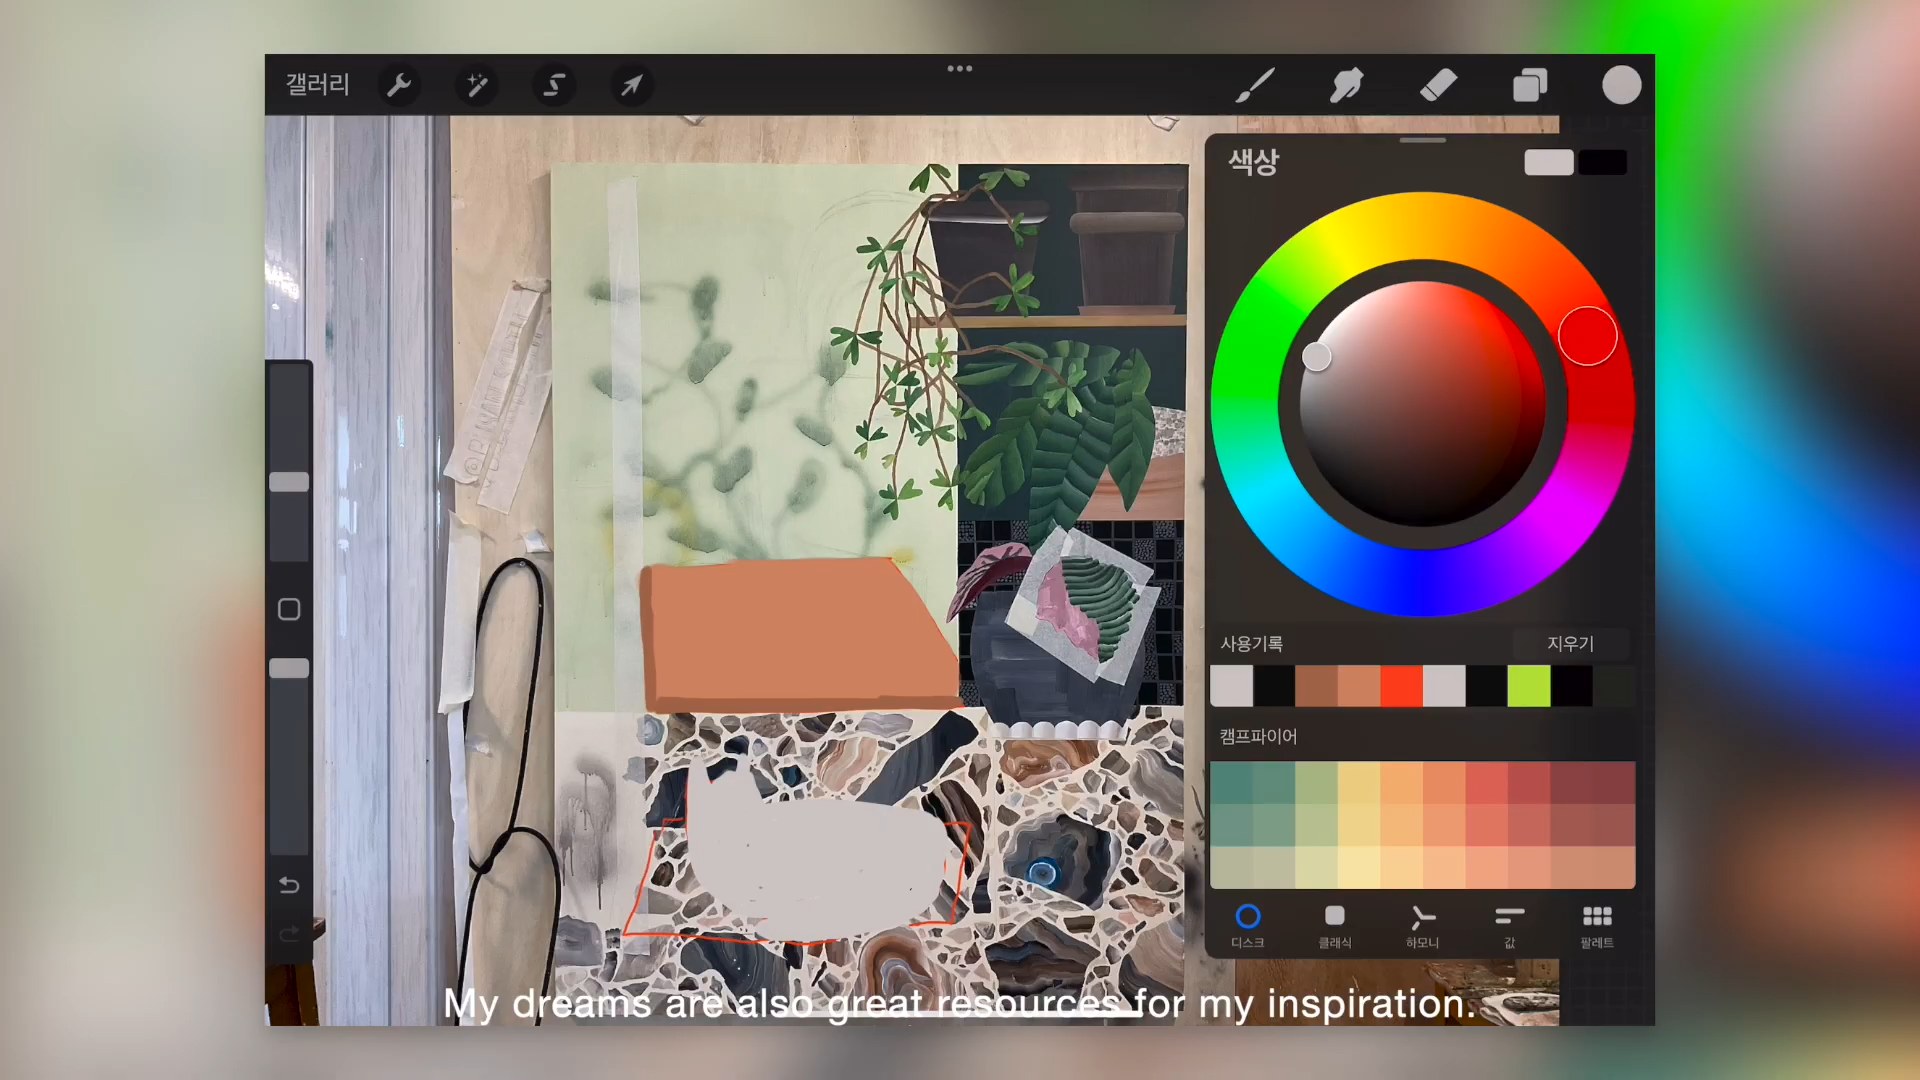 갤러리
색상
사용기록
지우기
캠프파이어
디스크
클래식
하모니
값
팔레트
My dreams are also great resources for my inspiration.